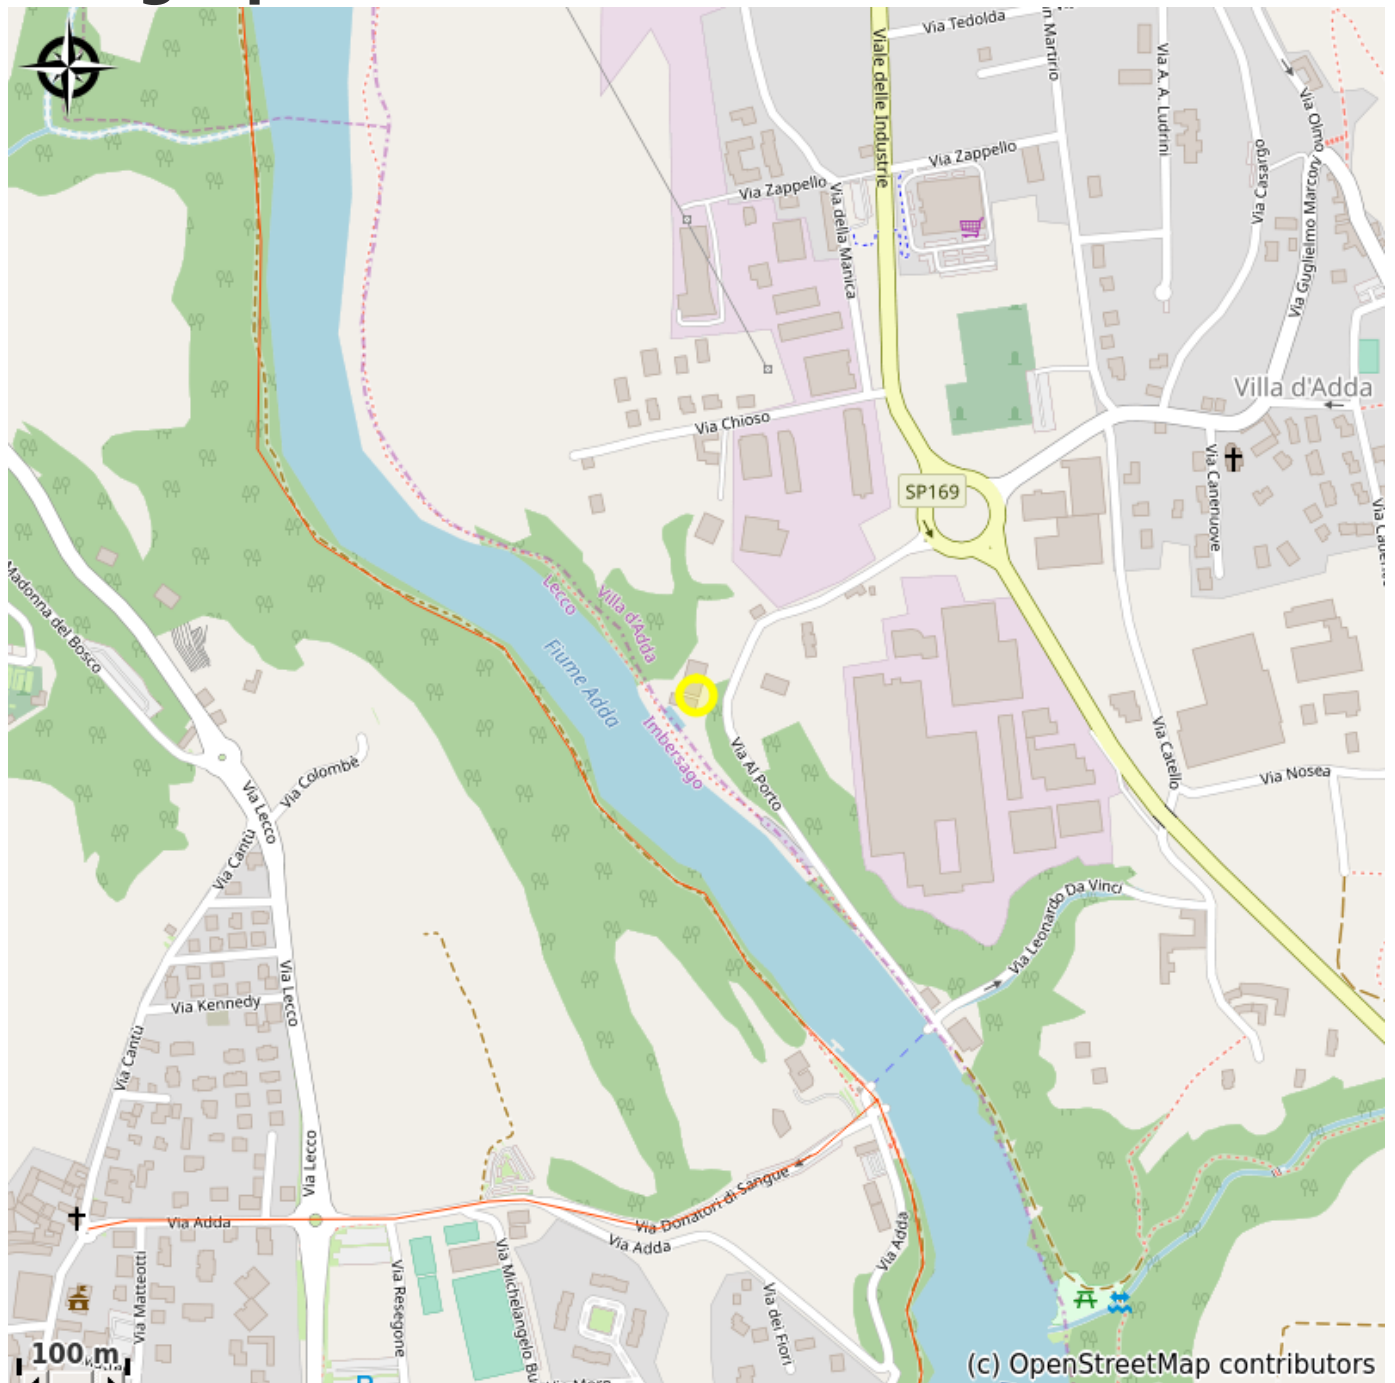 Via Tedolda
Viale delle Industrie
n Martirio
Via A. A. Ludrini
Via Olmo
Via Zappello
Via Zappello
Via della Manica
Via Casargo
Via Guglielmo Marcony
Villa d'Adda
Via Chioso
SP169
Via Canenuove
Madonna del Bosco
Lecco
Villa d'Adda
Fiume Adda
Imbersago
Via Al Porto
Via Catello
Via Nosea
Via Colombè
Via Lecco
Via Cantù
Via Leonardo Da Vinci
Via Lecco
Via Kennedy
Via Cantù
Via Lecco
Via Donatori di Sangue
Via Adda
Via Adda
Via Adda
Via Matteotti
Via Resegone
Via Michelangelo Bu
Via dei Fiori
100 m
(c) OpenStreetMap contributors